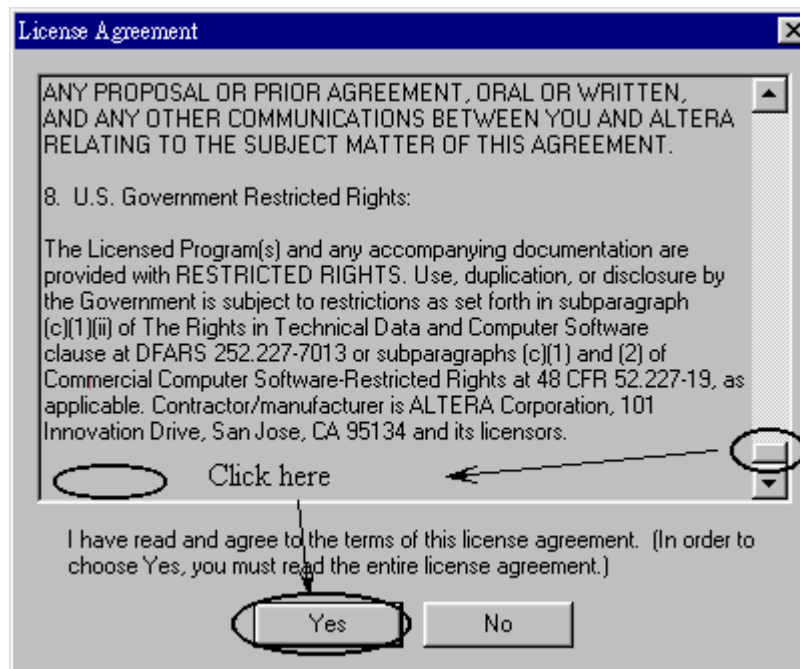 License Agreement
ANY PROPOSAL OR PRIOR AGREEMENT, ORAL OR WRITTEN,
AND ANY OTHER COMMUNICATIONS BETWEEN YOU AND ALTERA
RELATING TO THE SUBJECT MATTER OF THIS AGREEMENT.
8. U.S. Government Restricted Rights:
The Licensed Program(s) and any accompanying documentation are
provided with RESTRICTED RIGHTS. Use, duplication, or disclosure by
the Government is subject to restrictions as set forth in subparagraph
(c)(1)(ii) of The Rights in Technical Data and Computer Software
clause at DFARS 252.227-7013 or subparagraphs (c)(1) and (2) of
Commercial Computer Software-Restricted Rights at 48 CFR 52.227-19, as
applicable. Contractor/manufacturer is ALTERA Corporation, 101
Innovation Drive, San Jose, CA 95134 and its licensors.
Click here
I have read and agree to the terms of this license agreement. (In order to
choose Yes, you must read the entire license agreement.)
Yes No